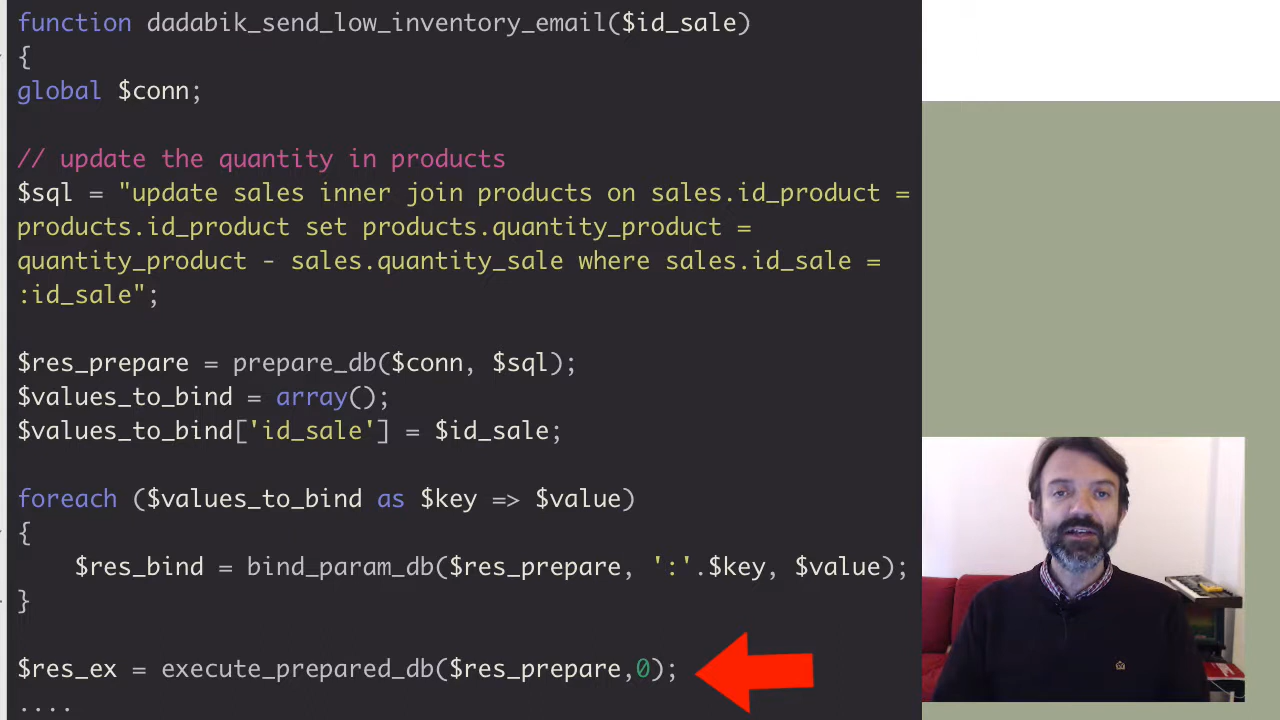 function dadabik_send_low_inventory_email($id_sale)
{
global $conn;
// update the quantity in products
$sql = "update sales inner join products on sales.id_product =
products.id_product set products.quantity_product =
quantity_product - sales.quantity_sale where sales.id_sale =
:id_sale";
$res_prepare = prepare_db($conn, $sql);
$values_to_bind = array();
$values_to_bind['id_sale'] = $id_sale;
foreach ($values_to_bind as $key => $value)
{
    $res_bind = bind_param_db($res_prepare, ':'.$key, $value);
}
$res_ex = execute_prepared_db($res_prepare,0);
....